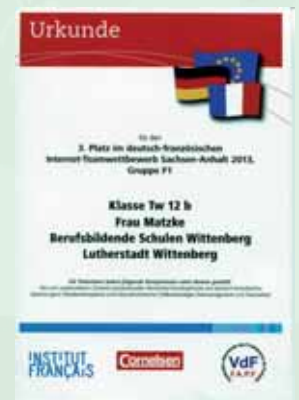 Urkunde
für den
3. Platz im deutsch-französischen
Internet-Teamwettbewerb Sachsen-Anhalt 2013,
Gruppe F1
Klasse Tw 12 b
Frau Matzke
Berufsbildende Schulen Wittenberg
Lutherstadt Wittenberg
INSTITUT
FRANÇAIS
Cornelsen
VdF